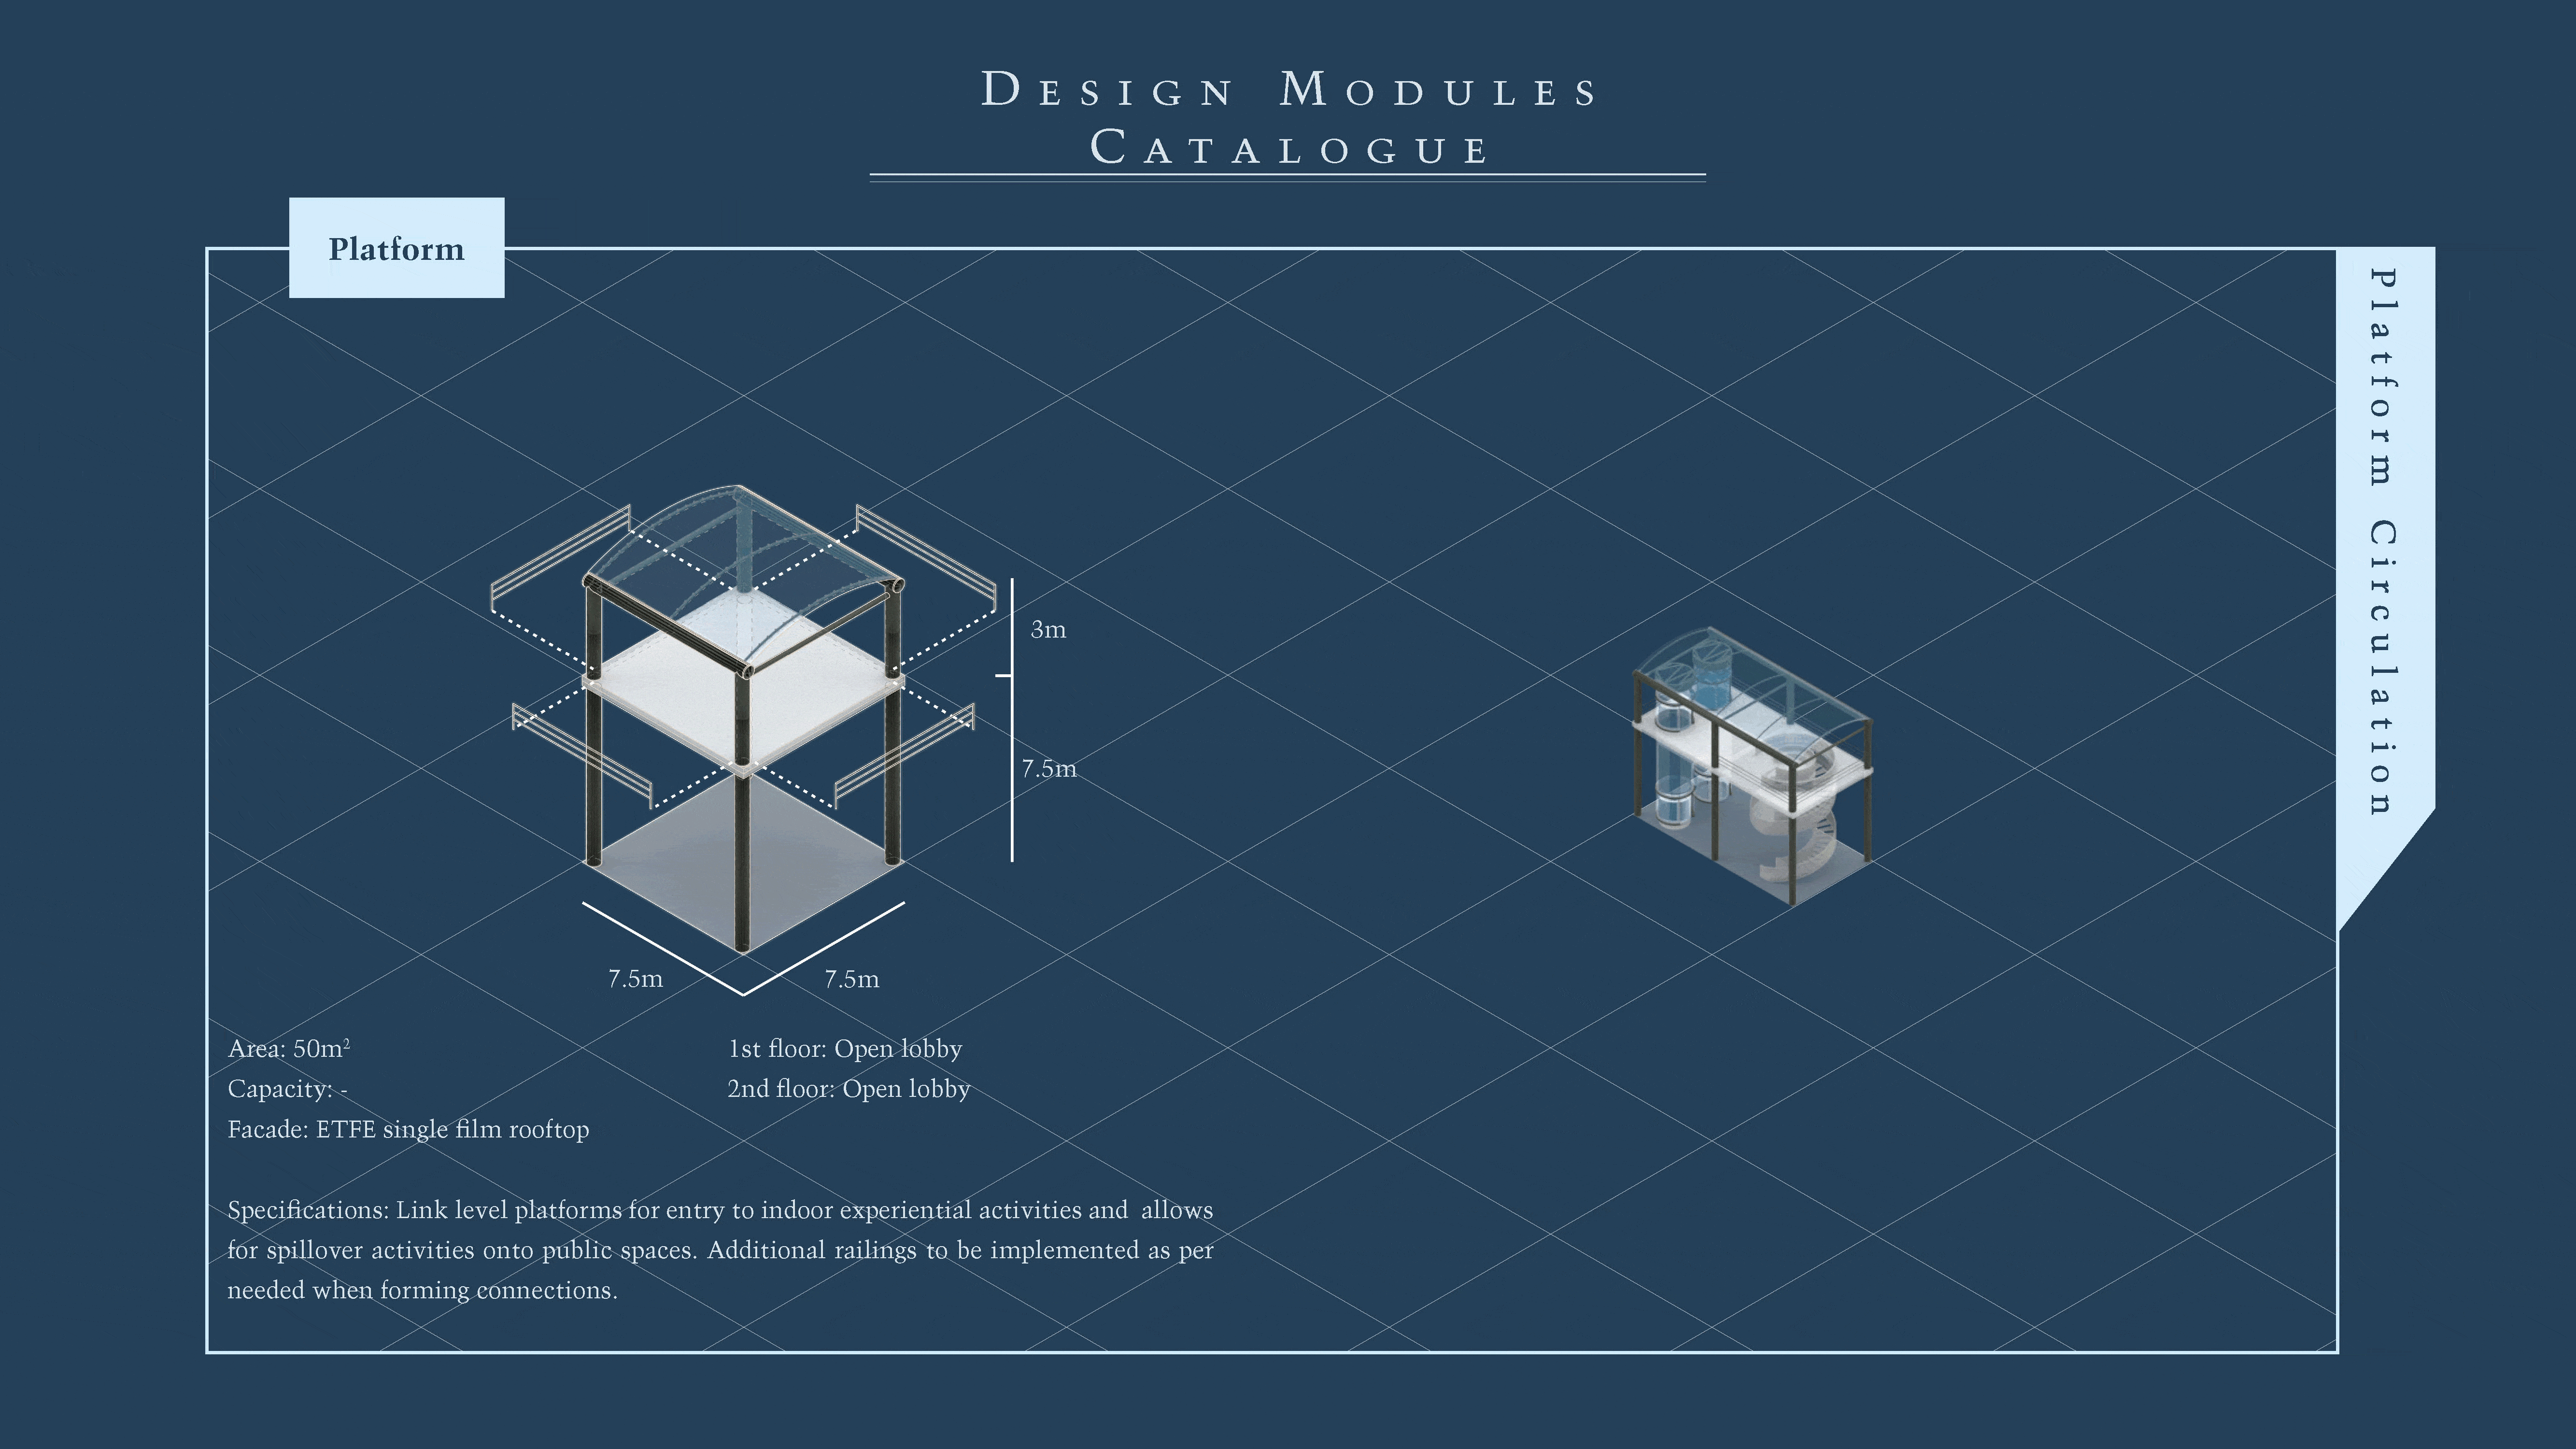 Design Modules
Catalogue
Platform
Platform Circulation
3m
7.5m
7.5m
7.5m
Area: 50m²
Capacity: -
Facade: ETFE single film rooftop
1st floor: Open lobby
2nd floor: Open lobby
Specifications: Link level platforms for entry to indoor experiential activities and allows
for spillover activities onto public spaces. Additional railings to be implemented as per
needed when forming connections.